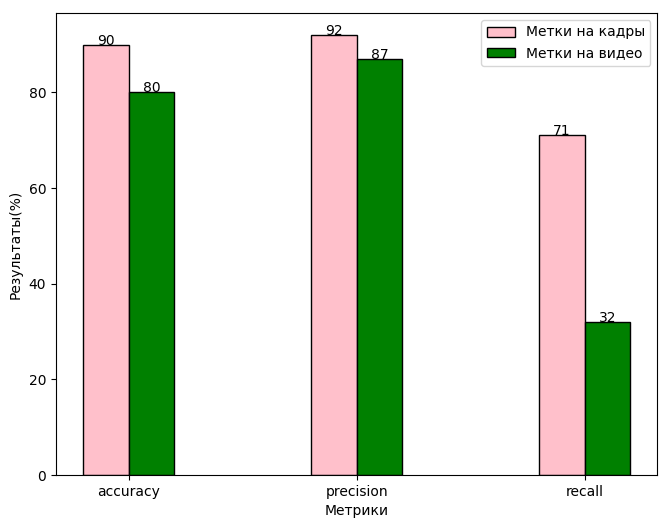 Метки на кадры
Метки на видео
90
80
92
87
71
32
Результаты(%)
80
60
40
20
0
accuracy
precision
recall
Метрики